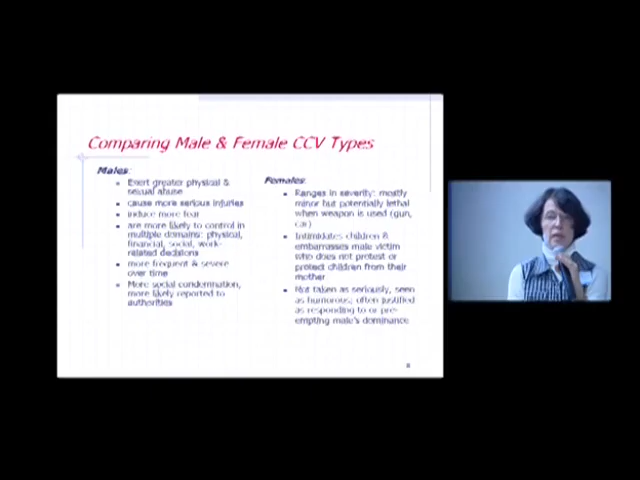 Comparing Male & Female CCV Types
Males:
Exert greater physical &
sexual abuse
cause more serious injuries
induce more fear
are more likely to control in
multiple domains: physical,
financial, social, work-
related decisions
more frequent & severe
over time
More social condemnation,
more likely reported to
authorities
Females:
Ranges in severity: mostly
minor but potentially lethal
when weapon is used (gun,
car)
Intimidates children &
embarrasses male victim
who does not protest or
protect children from their
mother
Not taken as seriously, seen
as humorous; often justified
as responding to or pre-
empting male's dominance
8